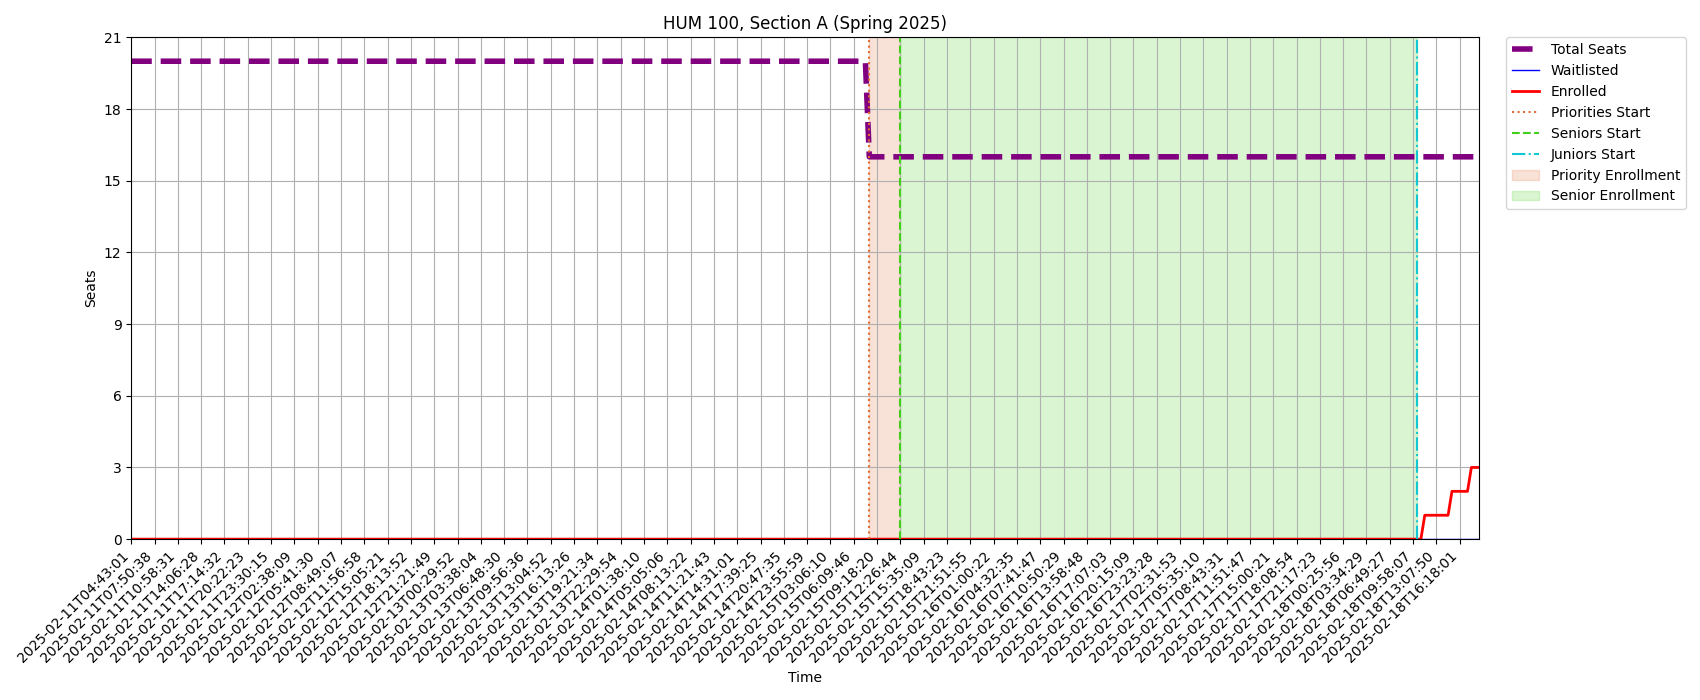 HUM 100, Section A (Spring 2025)
21
18
15
12
9
6
3
0
Seats
Total Seats
Waitlisted
Enrolled
Priorities Start
Seniors Start
Juniors Start
Priority Enrollment
Senior Enrollment
2025-02-11T04:43:01
2025-02-11T07:50:38
2025-02-11T10:58:31
2025-02-11T14:06:28
2025-02-11T17:14:32
2025-02-11T20:22:23
2025-02-11T23:30:15
2025-02-12T02:38:09
2025-02-12T05:41:30
2025-02-12T08:49:07
2025-02-12T11:56:58
2025-02-12T15:05:21
2025-02-12T18:13:52
2025-02-12T21:21:49
2025-02-13T00:29:52
2025-02-13T03:38:04
2025-02-13T06:48:30
2025-02-13T09:56:36
2025-02-13T13:04:52
2025-02-13T16:13:26
2025-02-13T19:21:34
2025-02-13T22:29:54
2025-02-14T01:38:10
2025-02-14T05:05:06
2025-02-14T08:13:22
2025-02-14T11:21:43
2025-02-14T14:31:01
2025-02-14T17:39:25
2025-02-14T20:47:35
2025-02-14T23:55:59
2025-02-15T03:06:10
2025-02-15T06:09:46
2025-02-15T09:18:20
2025-02-15T12:26:44
2025-02-15T15:35:09
2025-02-15T18:43:23
2025-02-15T21:51:55
2025-02-16T01:00:22
2025-02-16T04:32:35
2025-02-16T07:41:47
2025-02-16T10:50:29
2025-02-16T13:58:48
2025-02-16T17:07:03
2025-02-16T20:15:09
2025-02-16T23:23:28
2025-02-17T02:31:53
2025-02-17T05:35:10
2025-02-17T08:43:31
2025-02-17T11:51:47
2025-02-17T15:00:21
2025-02-17T18:08:54
2025-02-17T21:17:23
2025-02-18T00:25:56
2025-02-18T03:34:29
2025-02-18T06:49:27
2025-02-18T09:58:07
2025-02-18T13:07:50
2025-02-18T16:18:01
Time